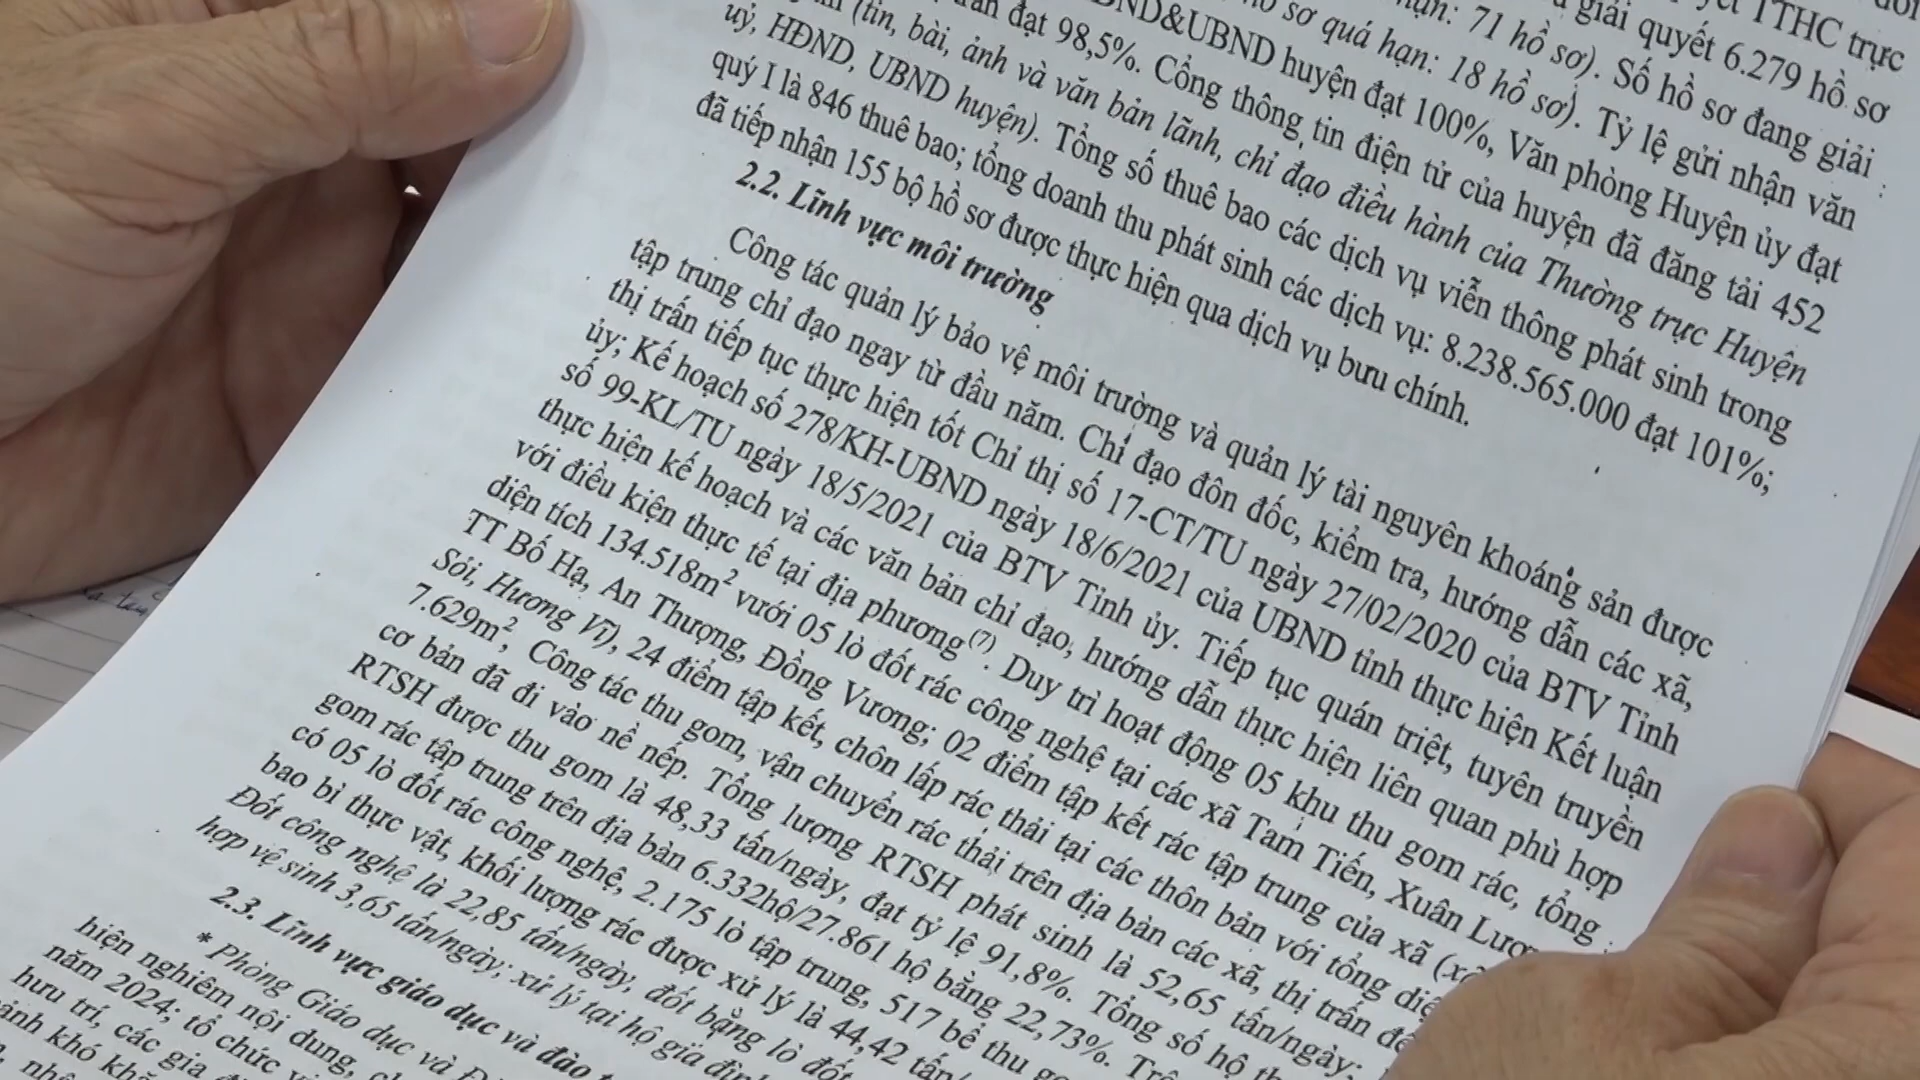 giải quyết TTHC trực
hạn: 71 hồ sơ). Số hồ sơ đang giải quyết 6.279 hồ sơ
hồ sơ quá hạn: 18 hồ sơ). Tỷ lệ gửi nhận văn
HĐND&UBND huyện đạt 100%, Văn phòng Huyện ủy đạt
đạt 98,5%. Cổng thông tin điện tử của huyện đã đăng tải 452
(tin, bài, ảnh và văn bản lãnh, chỉ đạo điều hành của Thường trực Huyện
uỷ, HĐND, UBND huyện). Tổng số thuê bao các dịch vụ viễn thông phát sinh trong
quý I là 846 thuê bao; tổng doanh thu phát sinh các dịch vụ: 8.238.565.000 đạt 101%;
đã tiếp nhận 155 bộ hồ sơ được thực hiện qua dịch vụ bưu chính.
2.2. Lĩnh vực môi trường
Công tác quản lý bảo vệ môi trường và quản lý tài nguyên khoáng sản được
tập trung chỉ đạo ngay từ đầu năm. Chỉ đạo đôn đốc, kiểm tra, hướng dẫn các xã,
thị trấn tiếp tục thực hiện tốt Chỉ thị số 17-CT/TU ngày 27/02/2020 của BTV Tỉnh
ủy; Kế hoạch số 278/KH-UBND ngày 18/6/2021 của UBND tỉnh thực hiện Kết luận
số 99-KL/TU ngày 18/5/2021 của BTV Tỉnh ủy. Tiếp tục quán triệt, tuyên truyền
thực hiện kế hoạch và các văn bản chỉ đạo, hướng dẫn thực hiện liên quan phù hợp
với điều kiện thực tế tại địa phương(7). Duy trì hoạt động 05 khu thu gom rác, tổng
diện tích 134.518m² vưới 05 lò đốt rác công nghệ tại các xã Tam Tiến, Xuân
TT Bố Hạ, An Thượng, Đồng Vương; 02 điểm tập kết rác tập trung của xã
Sỏi, Hương Vĩ), 24 điểm tập kết, chôn lấp rác thải tại các thôn bản với tổng
7.629m², Công tác thu gom, vận chuyển rác thải trên địa bàn các xã, thị trấn
cơ bản đã đi vào nề nếp. Tổng lượng RTSH phát sinh là 52,65 tấn/ngày;
RTSH được thu gom là 48,33 tấn/ngày, đạt tỷ lệ 91,8%. Tổng số hộ
gom rác tập trung trên địa bàn 6.332hộ/27.861 hộ bằng 22,73%.
có 05 lò đốt rác công nghệ, 2.175 lò tập trung, 517 bể thu
bao bì thực vật, khối lượng rác được xử lý là 44,42
Đốt công nghệ là 22,85 tấn/ngày, đốt bằng lò đốt
hợp vệ sinh 3,65 tấn/ngày; xử lý tại hộ gia
2.3. Lĩnh vực giáo dục và đào
* Phòng Giáo dục và
hiện nghiêm nội dung,
năm 2024; tổ chức
hưu trí, các gia
cảnh khó